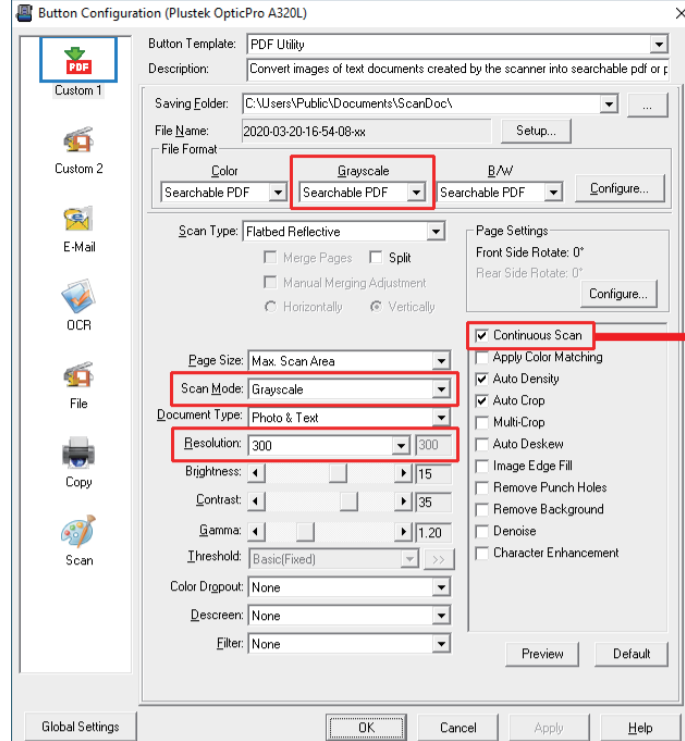 Button Configuration (Plustek OpticPro A320L)
Button Template: PDF Utility
Description: Convert images of text documents created by the scanner into searchable pdf or
PDF
Custom 1
Custom 2
E-Mail
OCR
File
Copy
Scan
Saving Folder: C:\Users\Public\Documents\ScanDoc\ ...
File Name: 2020-03-20-16-54-08-xx Setup...
File Format
Color Grayscale B/W
Searchable PDF Searchable PDF Searchable PDF Configure...
Scan Type: Flatbed Reflective
Merge Pages Split
Manual Merging Adjustment
Horizontally Vertically
Page Settings
Front Side Rotate: 0°
Rear Side Rotate: 0°
Configure...
Page Size: Max. Scan Area
Scan Mode: Grayscale
Document Type: Photo & Text
Resolution: 300 300
Brightness: 15
Contrast: 35
Gamma: 1.20
Threshold: Basic(Fixed) >>
Color Dropout: None
Descreen: None
Filter: None
Continuous Scan
Apply Color Matching
Auto Density
Auto Crop
Multi-Crop
Auto Deskew
Image Edge Fill
Remove Punch Holes
Remove Background
Denoise
Character Enhancement
Preview Default
Global Settings OK Cancel Apply Help